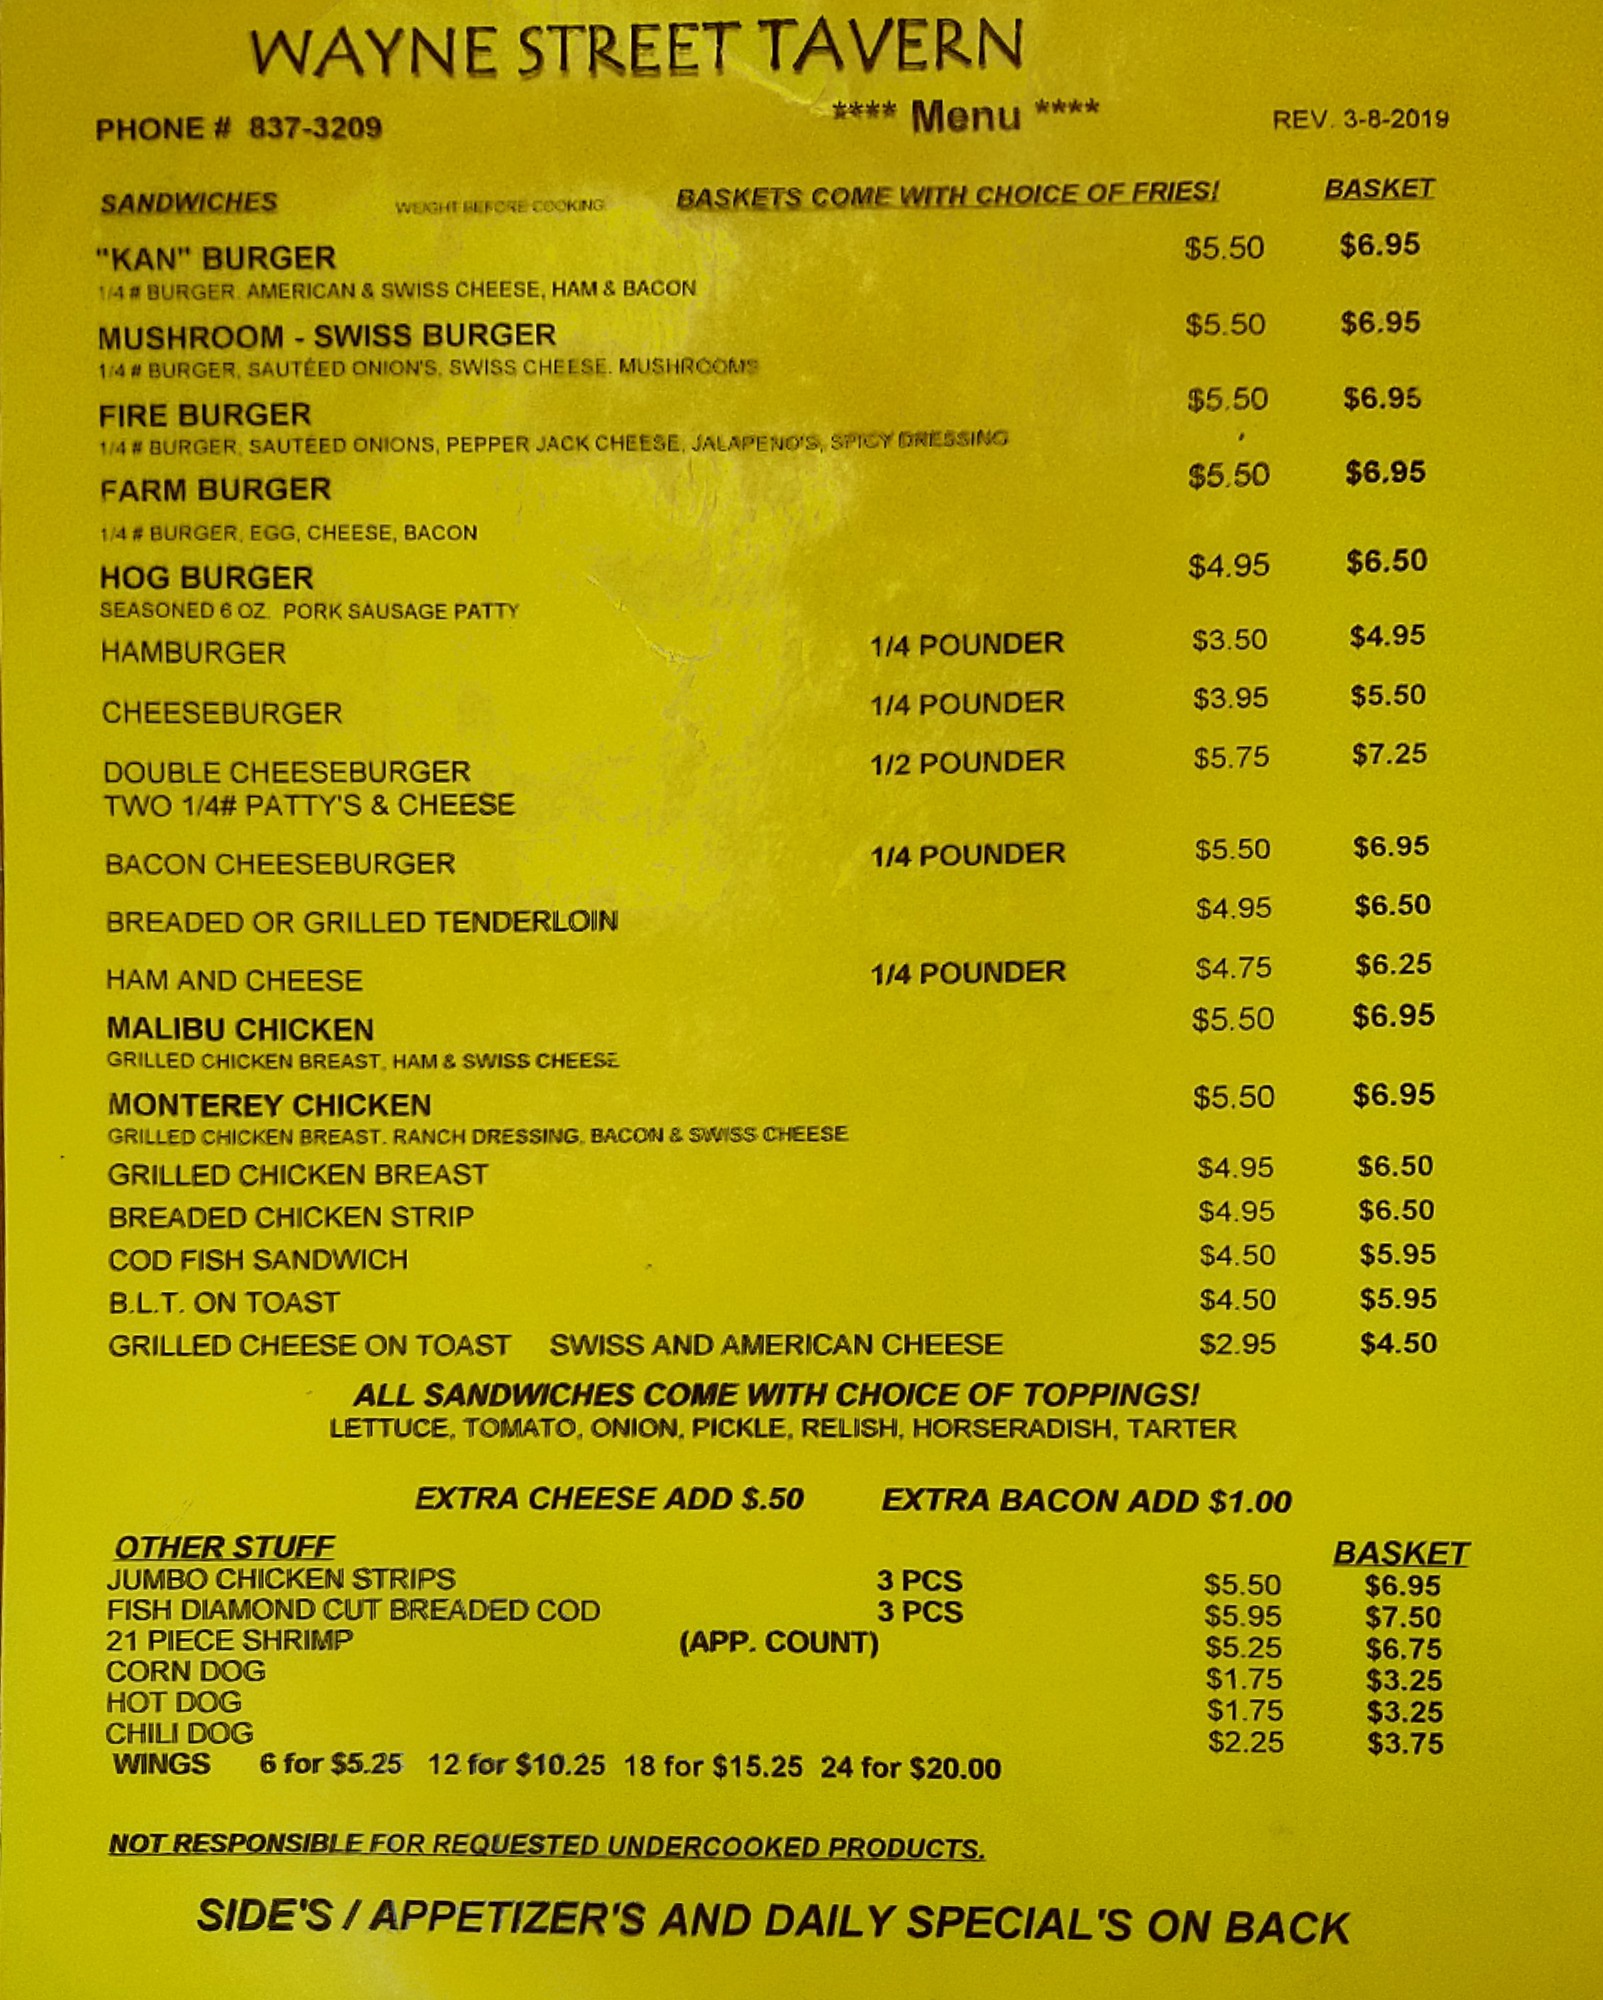 WAYNE STREET TAVERN
**** Menu ****
PHONE # 837-3209 REV. 3-8-2019
SANDWICHES WEIGHT BEFORE COOKING BASKETS COME WITH CHOICE OF FRIES! BASKET
"KAN" BURGER $5.50 $6.95
1/4 # BURGER, AMERICAN & SWISS CHEESE, HAM & BACON
MUSHROOM - SWISS BURGER $5.50 $6.95
1/4 # BURGER, SAUTÉED ONION'S, SWISS CHEESE, MUSHROOMS
FIRE BURGER $5.50 $6.95
1/4 # BURGER, SAUTÉED ONIONS, PEPPER JACK CHEESE, JALAPENO'S, SPICY DRESSING
FARM BURGER $5.50 $6.95
1/4 # BURGER, EGG, CHEESE, BACON
HOG BURGER $4.95 $6.50
SEASONED 6 OZ. PORK SAUSAGE PATTY
HAMBURGER 1/4 POUNDER $3.50 $4.95
CHEESEBURGER 1/4 POUNDER $3.95 $5.50
DOUBLE CHEESEBURGER 1/2 POUNDER $5.75 $7.25
TWO 1/4# PATTY'S & CHEESE
BACON CHEESEBURGER 1/4 POUNDER $5.50 $6.95
BREADED OR GRILLED TENDERLOIN $4.95 $6.50
HAM AND CHEESE 1/4 POUNDER $4.75 $6.25
MALIBU CHICKEN $5.50 $6.95
GRILLED CHICKEN BREAST, HAM & SWISS CHEESE
MONTEREY CHICKEN $5.50 $6.95
GRILLED CHICKEN BREAST, RANCH DRESSING, BACON & SWISS CHEESE
GRILLED CHICKEN BREAST $4.95 $6.50
BREADED CHICKEN STRIP $4.95 $6.50
COD FISH SANDWICH $4.50 $5.95
B.L.T. ON TOAST $4.50 $5.95
GRILLED CHEESE ON TOAST SWISS AND AMERICAN CHEESE $2.95 $4.50
ALL SANDWICHES COME WITH CHOICE OF TOPPINGS!
LETTUCE, TOMATO, ONION, PICKLE, RELISH, HORSERADISH, TARTER
EXTRA CHEESE ADD $.50 EXTRA BACON ADD $1.00
OTHER STUFF BASKET
JUMBO CHICKEN STRIPS 3 PCS $5.50 $6.95
FISH DIAMOND CUT BREADED COD 3 PCS $5.95 $7.50
21 PIECE SHRIMP (APP. COUNT) $5.25 $6.75
CORN DOG $1.75 $3.25
HOT DOG $1.75 $3.25
CHILI DOG $2.25 $3.75
WINGS 6 for $5.25 12 for $10.25 18 for $15.25 24 for $20.00
NOT RESPONSIBLE FOR REQUESTED UNDERCOOKED PRODUCTS.
SIDE'S / APPETIZER'S AND DAILY SPECIAL'S ON BACK